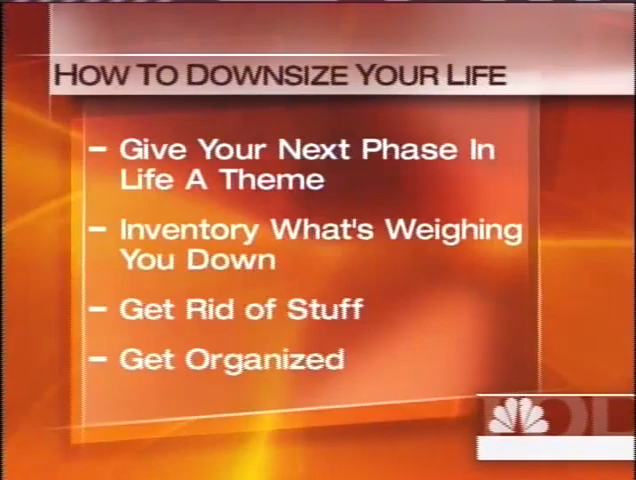 HOW TO DOWNSIZE YOUR LIFE
- Give Your Next Phase In
Life A Theme
- Inventory What's Weighing
You Down
- Get Rid of Stuff
- Get Organized